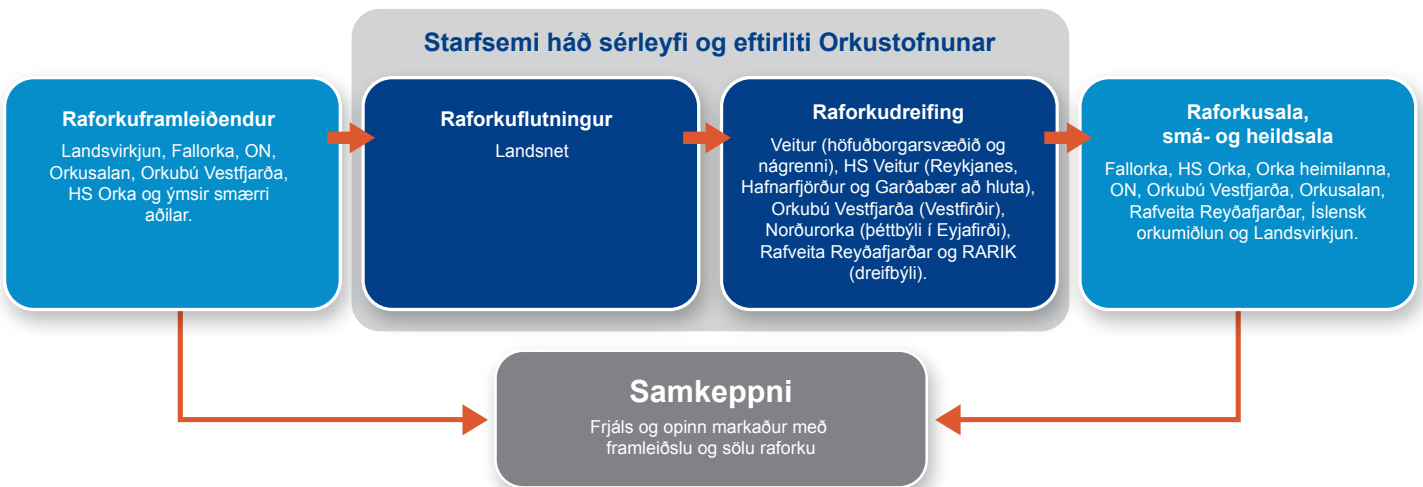 Starfsemi háð sérleyfi og eftirliti Orkustofnunar
Raforkuframleiðendur
Landsvirkjun, Fallorka, ON,
Orkusalan, Orkubú Vestfjarða,
HS Orka og ýmsir smærri
aðilar.
Raforkuflutningur
Landsnet
Raforkudreifing
Veitur (höfuðborgarsvæðið og
nágrenni), HS Veitur (Reykjanes,
Hafnarfjörður og Garðabær að hluta),
Orkubú Vestfjarða (Vestfirðir),
Norðurorka (þéttbýli í Eyjafirði),
Rafveita Reyðafjarðar og RARIK
(dreifbýli).
Raforkusala,
smá- og heildsala
Fallorka, HS Orka, Orka heimilanna,
ON, Orkubú Vestfjarða, Orkusalan,
Rafveita Reyðafjarðar, Íslensk
orkumiðlun og Landsvirkjun.
Samkeppni
Frjáls og opinn markaður með
framleiðslu og sölu raforku